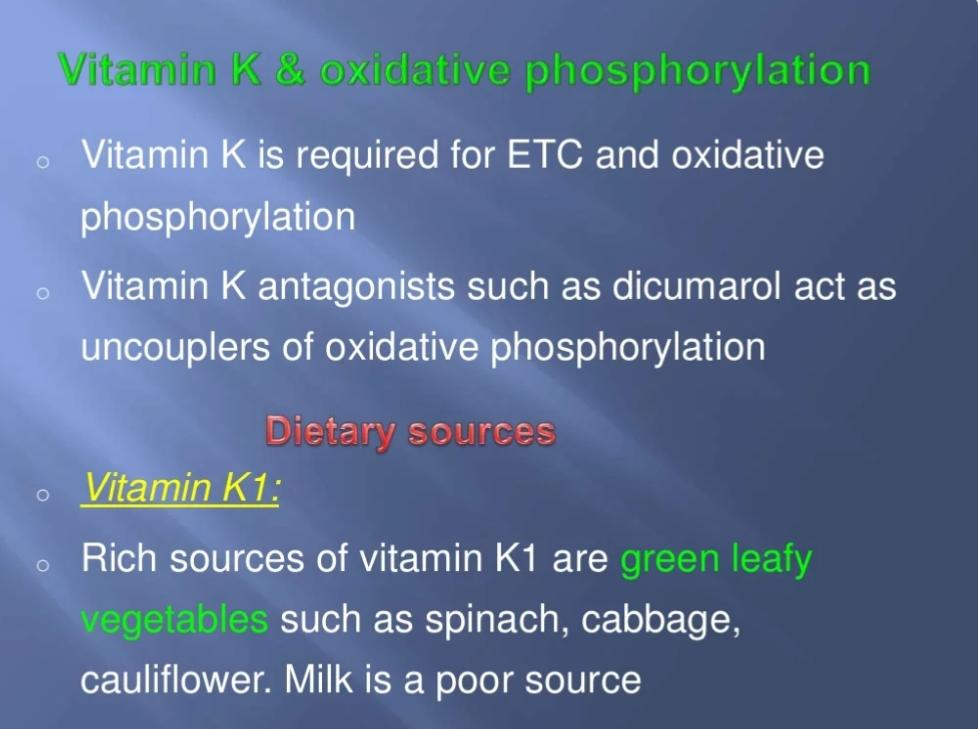 Vitamin K & oxidative phosphorylation
Vitamin K is required for ETC and oxidative
phosphorylation
Vitamin K antagonists such as dicumarol act as
uncouplers of oxidative phosphorylation
Dietary sources
Vitamin K1:
Rich sources of vitamin K1 are green leafy
vegetables such as spinach, cabbage,
cauliflower. Milk is a poor source